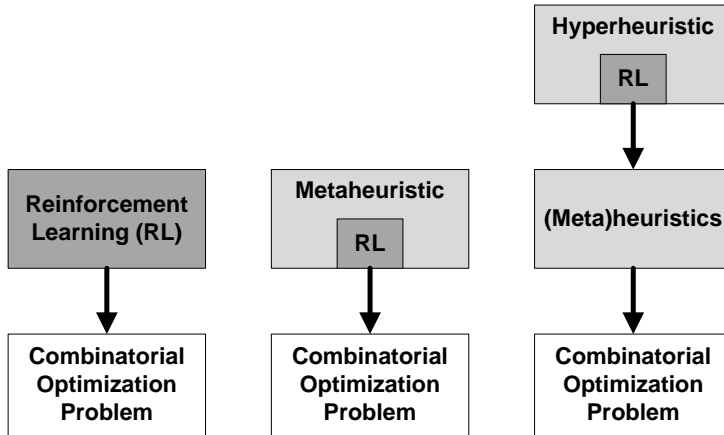 Hyperheuristic
RL
Reinforcement
Learning (RL)
Metaheuristic
RL
(Meta)heuristics
Combinatorial
Optimization
Problem
Combinatorial
Optimization
Problem
Combinatorial
Optimization
Problem